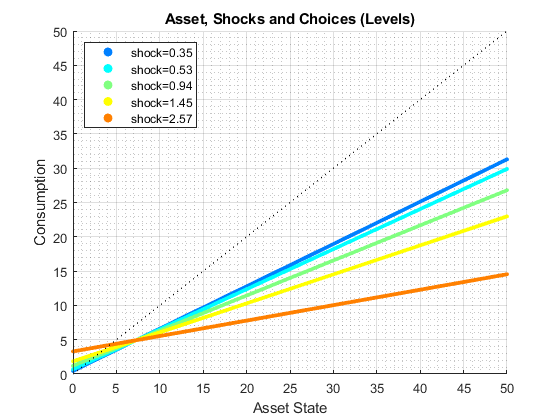 Asset, Shocks and Choices (Levels)
50
45
40
35
30
25
20
15
10
5
0
Consumption
shock=0.35
shock=0.53
shock=0.94
shock=1.45
shock=2.57
0 5 10 15 20 25 30 35 40 45 50
Asset State